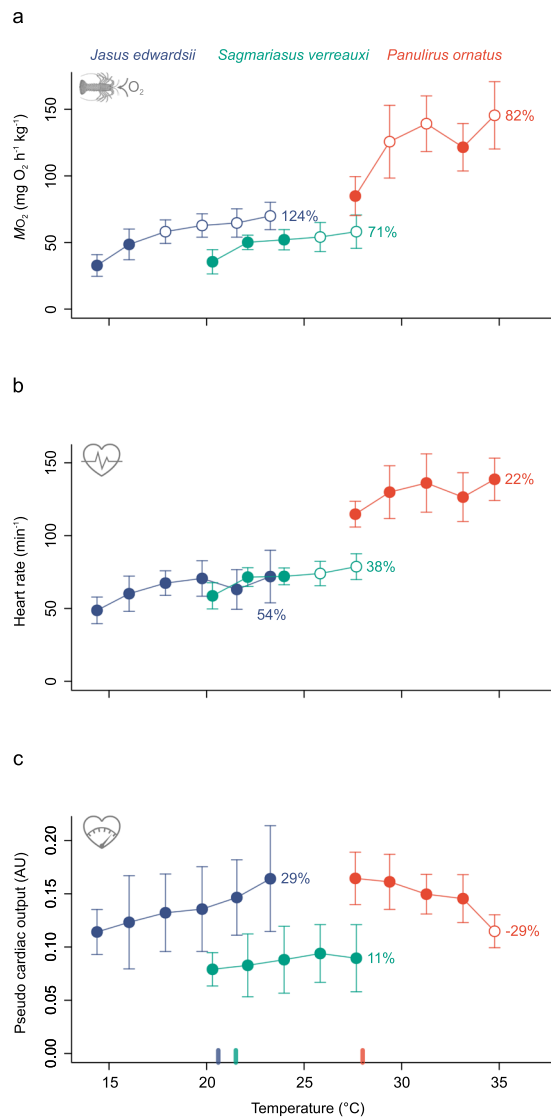 a
Jasus edwardsii Sagmariasus verreauxi Panulirus ornatus
O₂
ṀO₂ (mg O₂ h⁻¹ kg⁻¹)
150
100
50
0
82%
124%
71%
b
Heart rate (min⁻¹)
150
100
50
0
22%
38%
54%
c
Pseudo cardiac output (AU)
0.20
0.15
0.10
0.05
0.00
29%
11%
-29%
15 20 25 30 35
Temperature (°C)